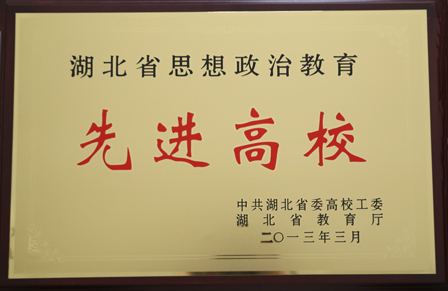 湖北省思想政治教育
先进高校
中共湖北省委高校工委
湖北省教育厅
二〇一三年三月